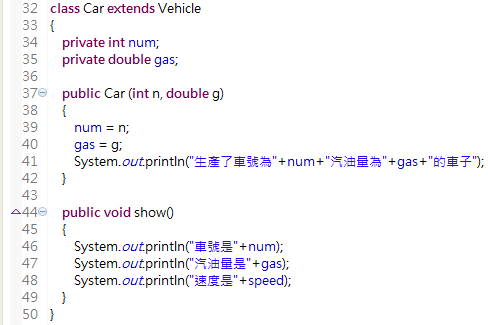 32 class Car extends Vehicle
33 {
34 private int num;
35 private double gas;
36
37 public Car (int n, double g)
38 {
39 num = n;
40 gas = g;
41 System.out.println("生產了車號為"+num+"汽油量為"+gas+"的車子");
42 }
43
44 public void show()
45 {
46 System.out.println("車號是"+num);
47 System.out.println("汽油量是"+gas);
48 System.out.println("速度是"+speed);
49 }
50 }